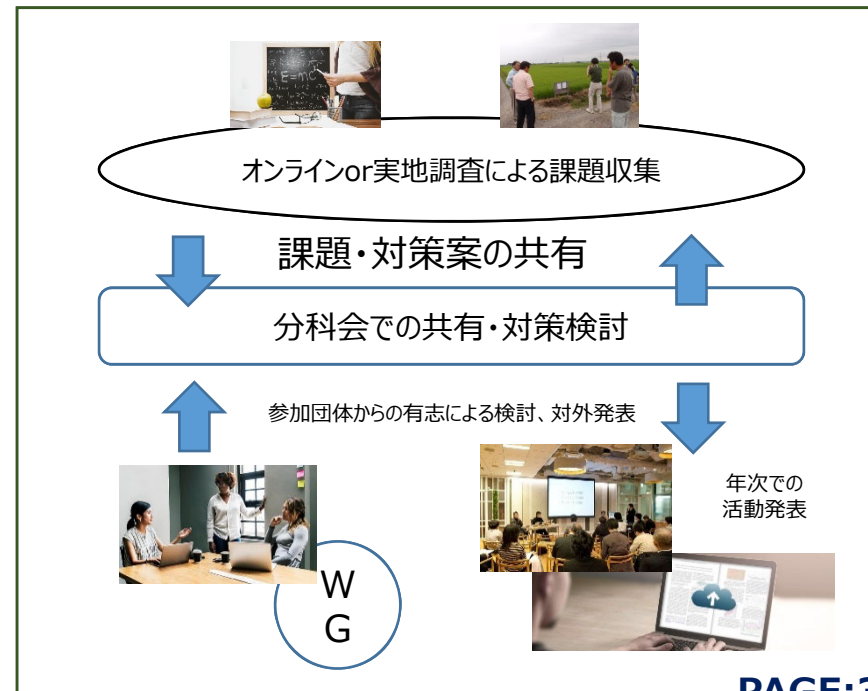 E=mc²
オンラインor実地調査による課題収集
課題・対策案の共有
分科会での共有・対策検討
参加団体からの有志による検討、対外発表
年次での
活動発表
W
G